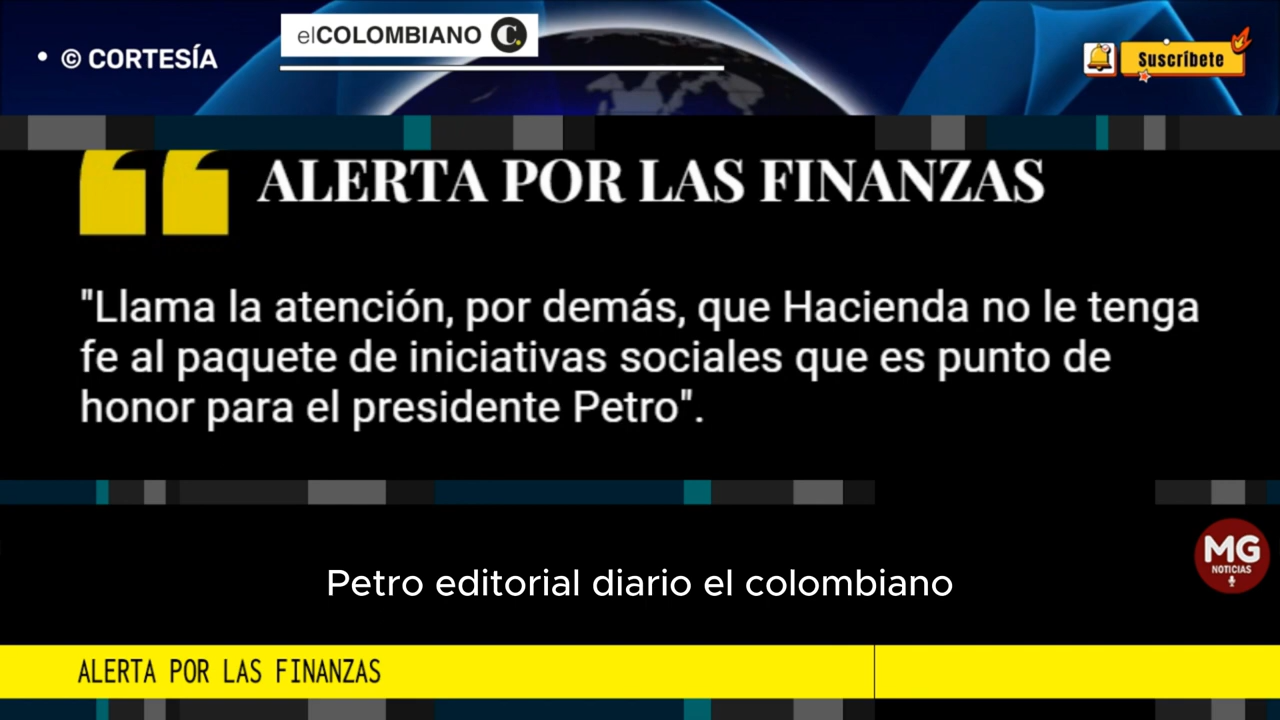 • © CORTESÍA
elCOLOMBIANO C.
Suscríbete
ALERTA POR LAS FINANZAS
"Llama la atención, por demás, que Hacienda no le tenga
fe al paquete de iniciativas sociales que es punto de
honor para el presidente Petro".
MG
NOTICIAS
Petro editorial diario el colombiano
ALERTA POR LAS FINANZAS